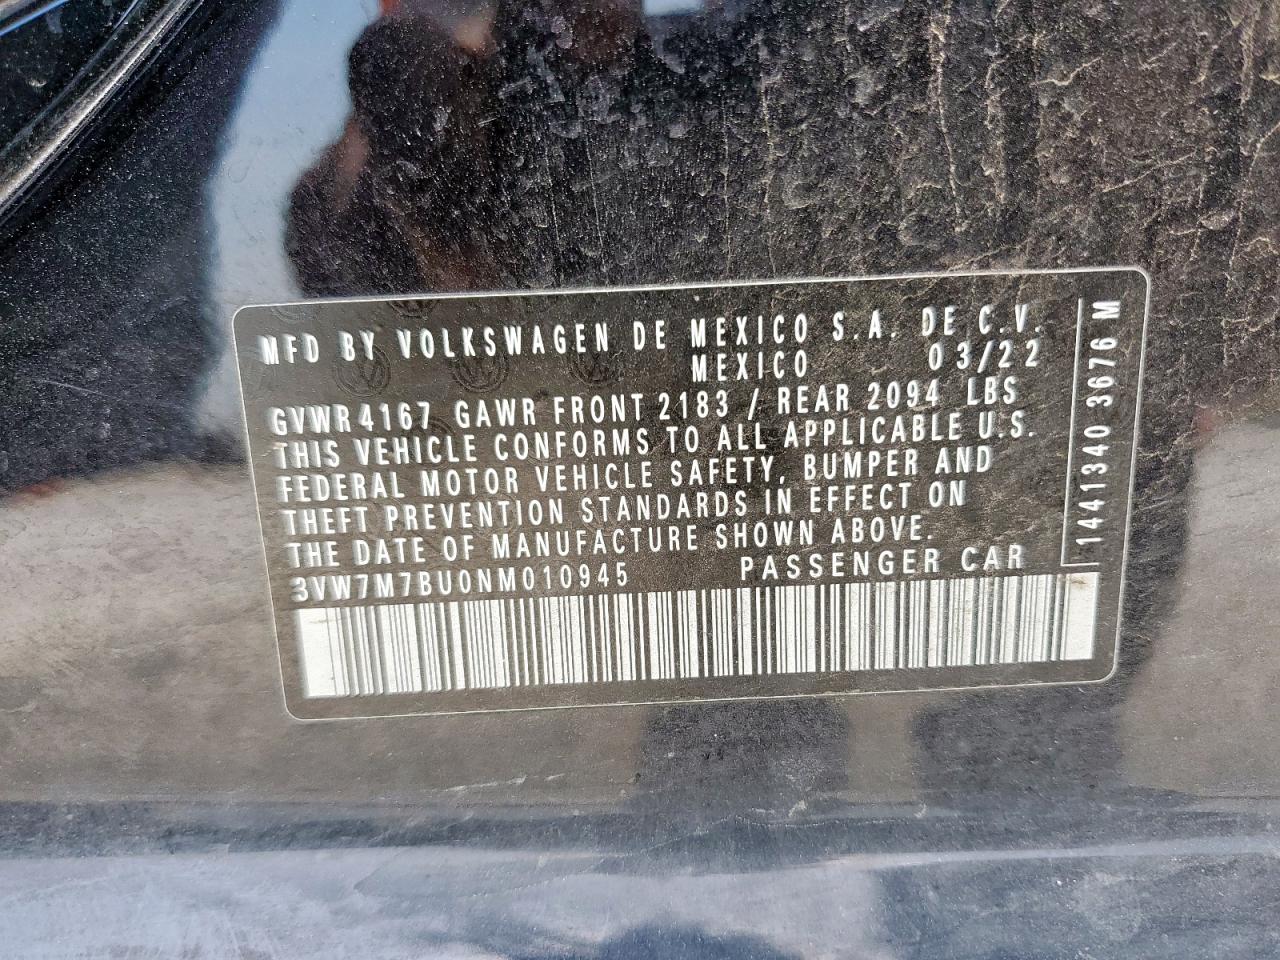 MFD BY VOLKSWAGEN DE MEXICO S.A. DE C.V.
MEXICO 03/22
GVWR 4167 GAWR FRONT 2183 / REAR 2094 LBS
THIS VEHICLE CONFORMS TO ALL APPLICABLE U.S.
FEDERAL MOTOR VEHICLE SAFETY, BUMPER AND
THEFT PREVENTION STANDARDS IN EFFECT ON
THE DATE OF MANUFACTURE SHOWN ABOVE.
3VW7M7BU0NM010945 PASSENGER CAR
1441340 3676 M